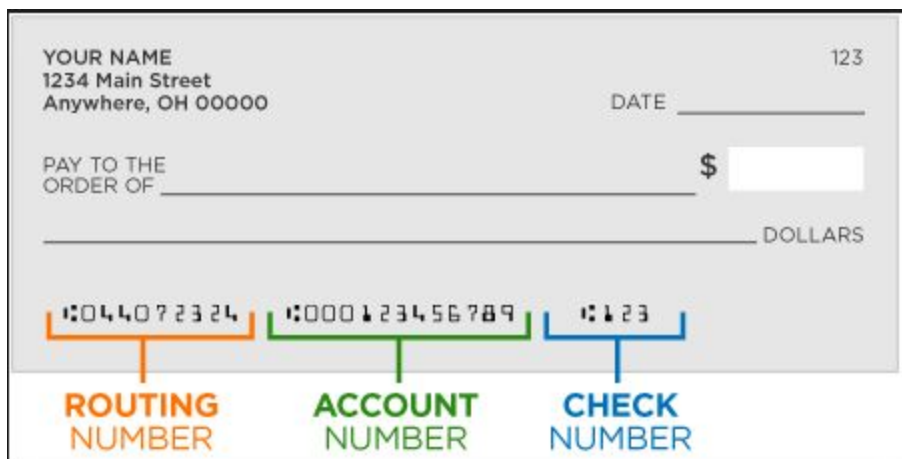 YOUR NAME
123
1234 Main Street
Anywhere, OH 00000
DATE
PAY TO THE
ORDER OF
$
DOLLARS
⑆044072324 ⑆000123456789 ⑆123
ROUTING
NUMBER
ACCOUNT
NUMBER
CHECK
NUMBER